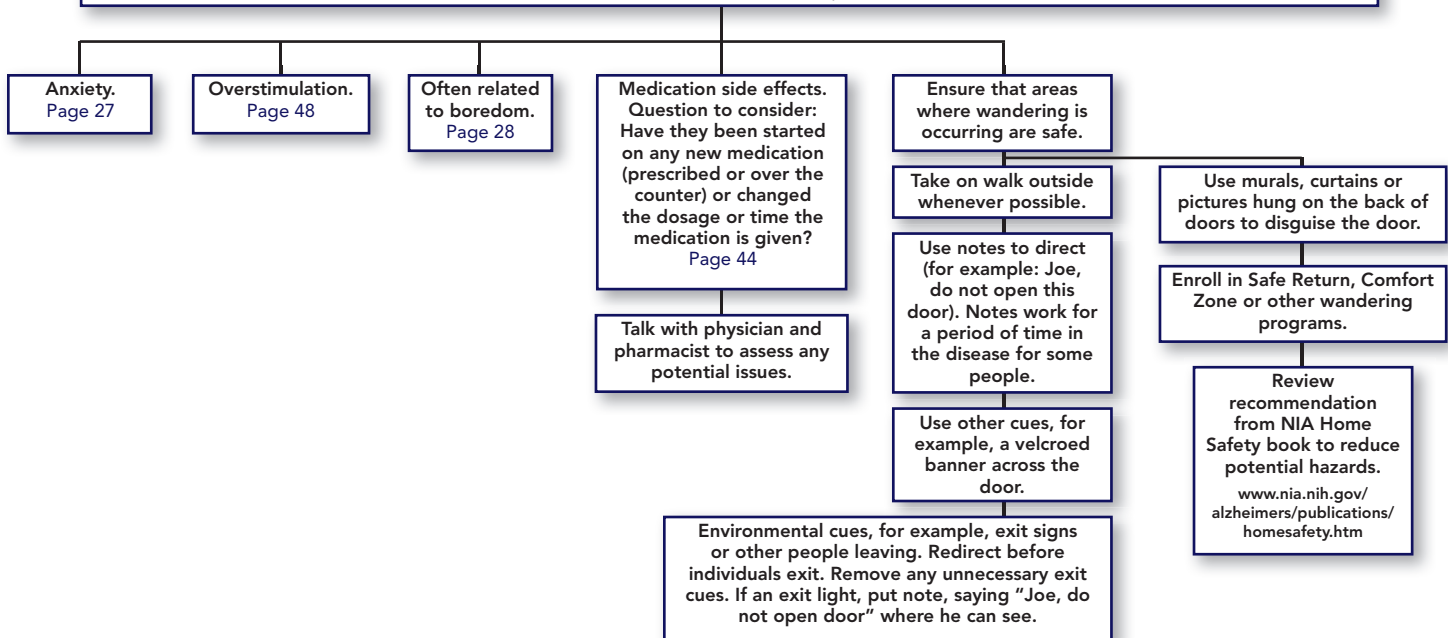 Anxiety.
Page 27
Overstimulation.
Page 48
Often related
to boredom.
Page 28
Medication side effects.
Question to consider:
Have they been started
on any new medication
(prescribed or over the
counter) or changed
the dosage or time the
medication is given?
Page 44
Talk with physician and
pharmacist to assess any
potential issues.
Ensure that areas
where wandering is
occurring are safe.
Take on walk outside
whenever possible.
Use notes to direct
(for example: Joe,
do not open this
door). Notes work for
a period of time in
the disease for some
people.
Use other cues, for
example, a velcroed
banner across the
door.
Environmental cues, for example, exit signs
or other people leaving. Redirect before
individuals exit. Remove any unnecessary exit
cues. If an exit light, put note, saying “Joe, do
not open door” where he can see.
Use murals, curtains or
pictures hung on the back of
doors to disguise the door.
Enroll in Safe Return, Comfort
Zone or other wandering
programs.
Review
recommendation
from NIA Home
Safety book to reduce
potential hazards.
www.nia.nih.gov/
alzheimers/publications/
homesafety.htm